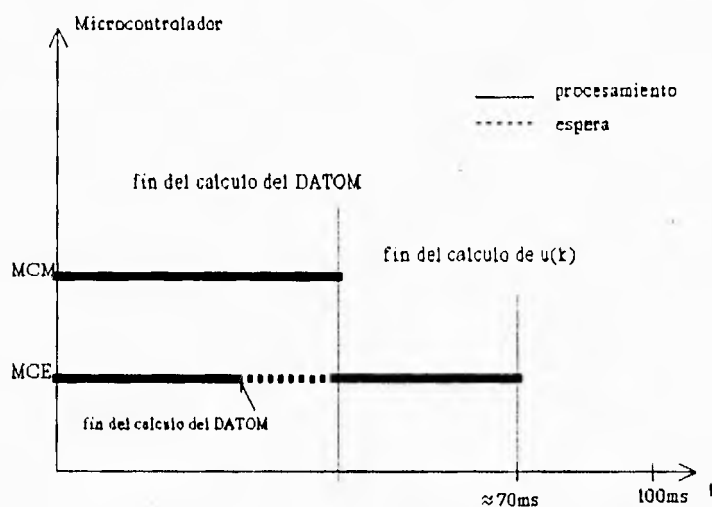 Microcontrolador
procesamiento
espera
fin del calculo del DATOM
fin del calculo de u(k)
MCM
MCE
fin del calculo del DATOM
≈70ms
100ms